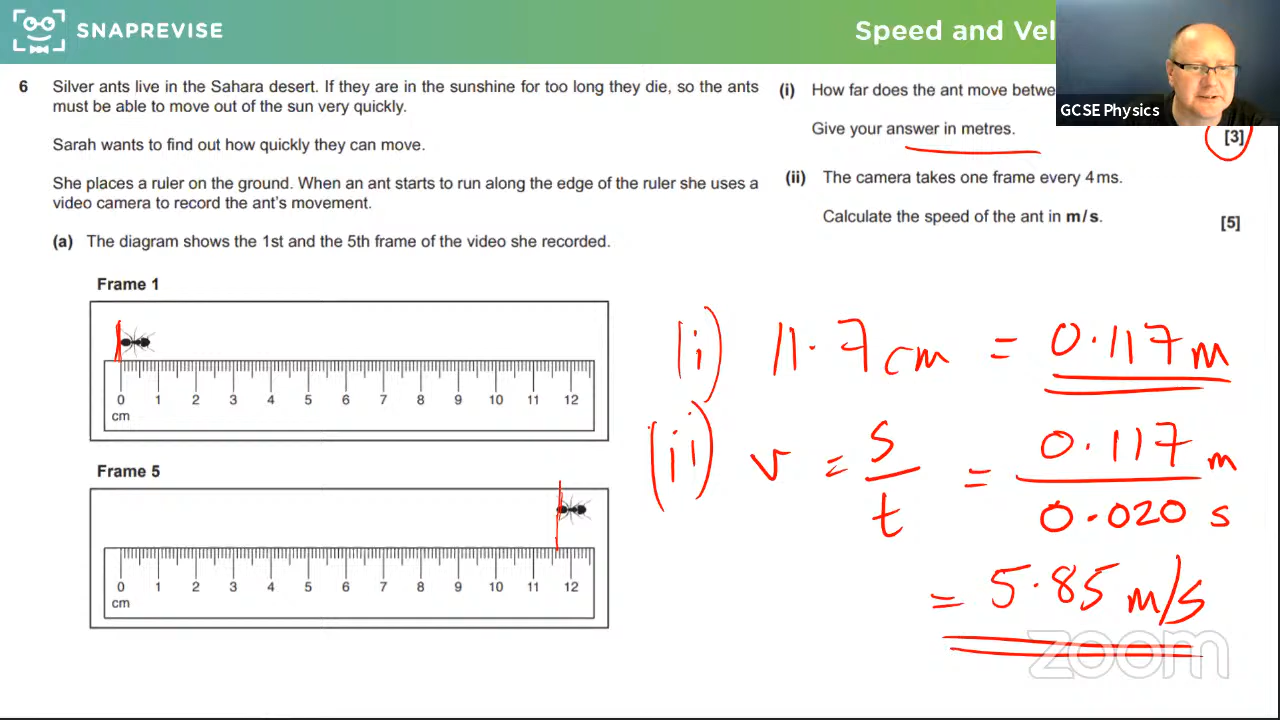 SNAPREVISE
Speed and Vel
GCSE Physics
6 Silver ants live in the Sahara desert. If they are in the sunshine for too long they die, so the ants
must be able to move out of the sun very quickly.
Sarah wants to find out how quickly they can move.
She places a ruler on the ground. When an ant starts to run along the edge of the ruler she uses a
video camera to record the ant's movement.
(a) The diagram shows the 1st and the 5th frame of the video she recorded.
Frame 1
0 1 2 3 4 5 6 7 8 9 10 11 12
cm
Frame 5
0 1 2 3 4 5 6 7 8 9 10 11 12
cm
(i) How far does the ant move betwe
Give your answer in metres.
[3]
(ii) The camera takes one frame every 4 ms.
Calculate the speed of the ant in m/s.
[5]
(i) 11.7 cm = 0.117 m
(ii) v = s/t = 0.117 m / 0.020 s
= 5.85 m/s
zoom